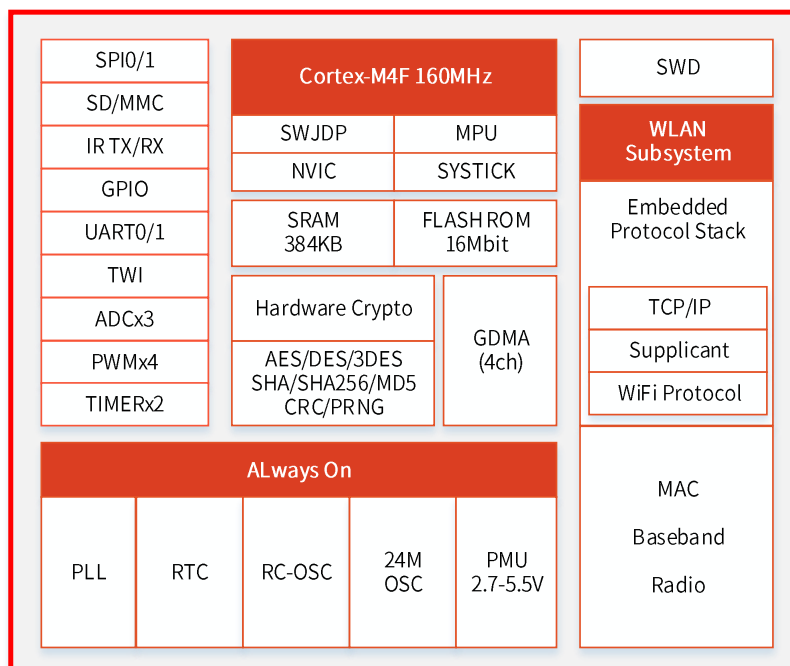 SPI0/1
SD/MMC
IR TX/RX
GPIO
UART0/1
TWI
ADCx3
PWMx4
TIMERx2
Cortex-M4F 160MHz
SWJDP
MPU
NVIC
SYSTICK
SRAM
384KB
FLASH ROM
16Mbit
Hardware Crypto
AES/DES/3DES
SHA/SHA256/MD5
CRC/PRNG
GDMA
(4ch)
SWD
WLAN
Subsystem
Embedded
Protocol Stack
TCP/IP
Supplicant
WiFi Protocol
MAC
Baseband
Radio
ALways On
PLL
RTC
RC-OSC
24M
OSC
PMU
2.7-5.5V